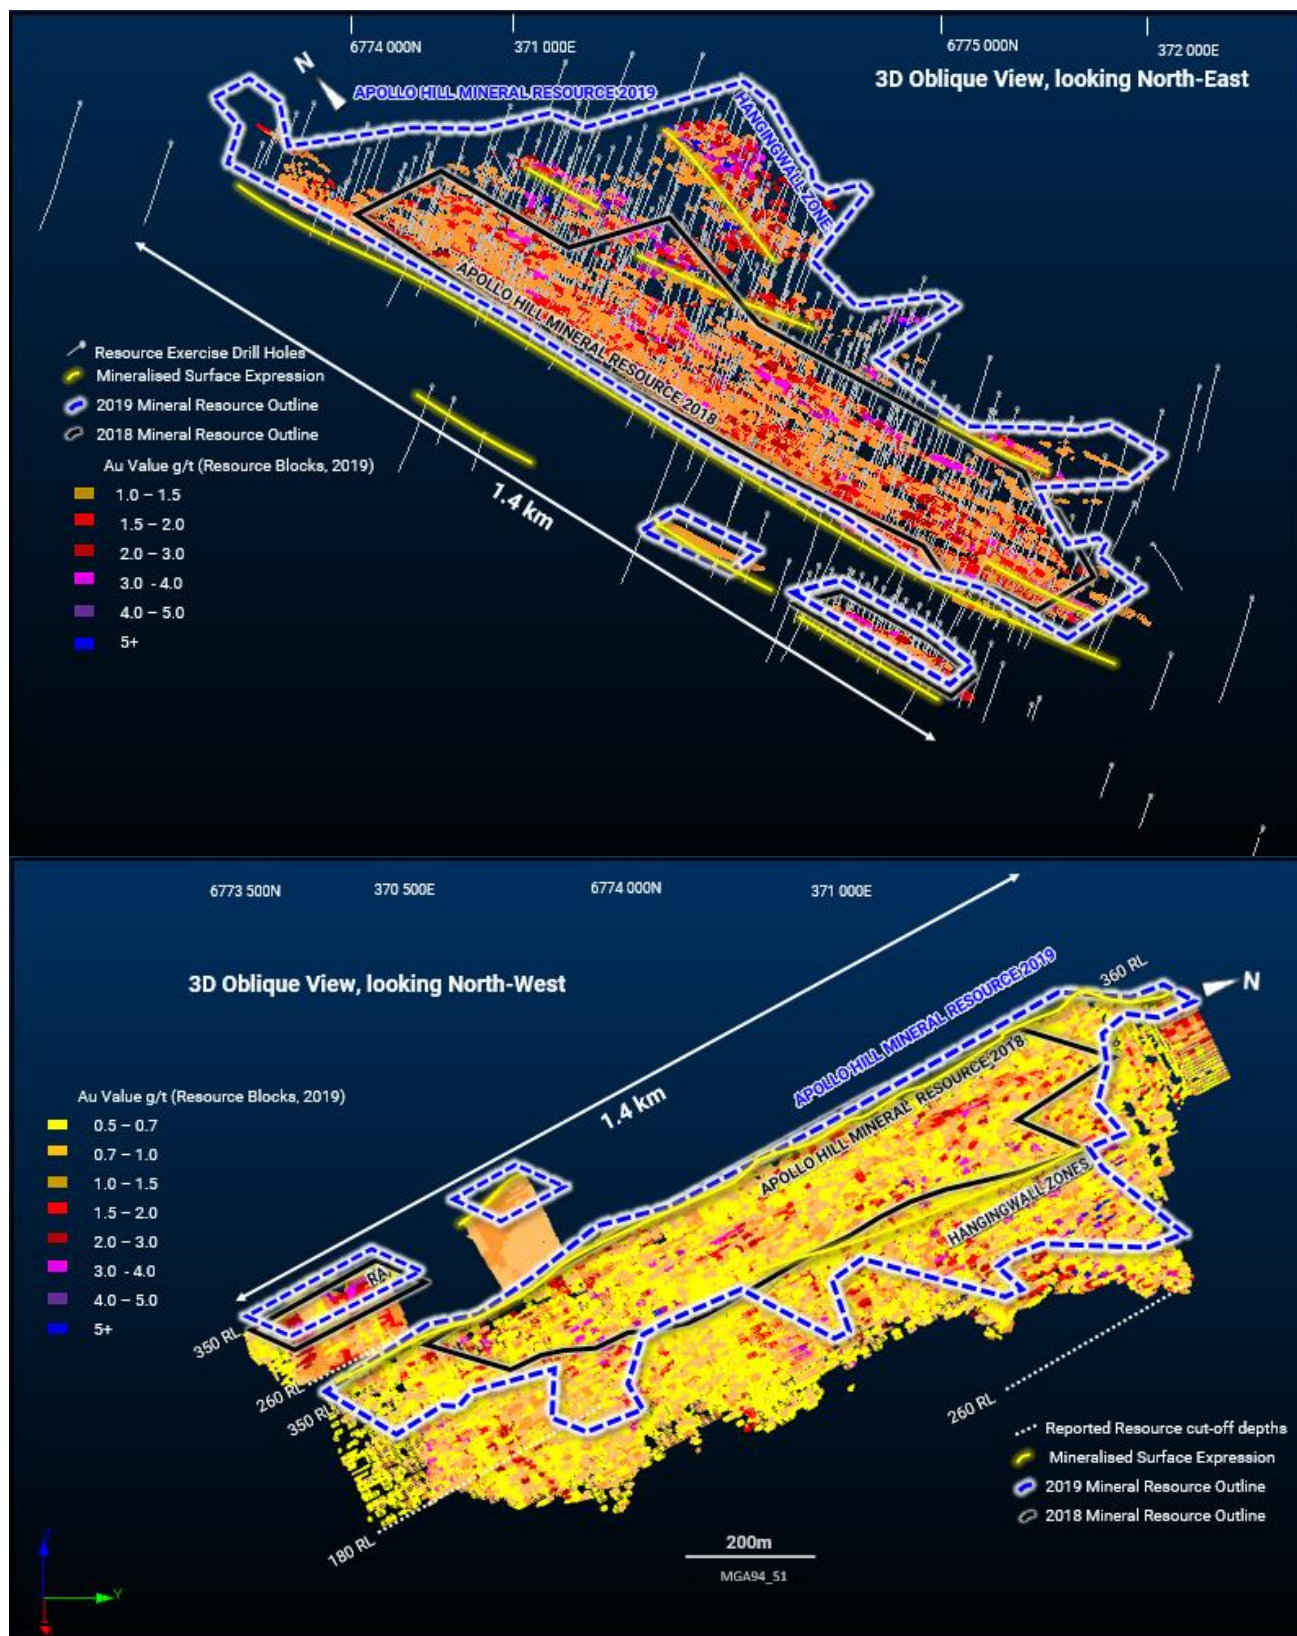 6774 000N
371 000E
6775 000N
372 000E
3D Oblique View, looking North-East
N
APOLLO HILL MINERAL RESOURCE 2019
HANGINGWALL ZONE
APOLLO HILL MINERAL RESOURCE 2018
Resource Exercise Drill Holes
Mineralised Surface Expression
2019 Mineral Resource Outline
2018 Mineral Resource Outline
Au Value g/t (Resource Blocks, 2019)
1.0 – 1.5
1.5 – 2.0
2.0 – 3.0
3.0 - 4.0
4.0 – 5.0
5+
1.4 km
6773 500N
370 500E
6774 000N
371 000E
3D Oblique View, looking North-West
360 RL
N
APOLLO HILL MINERAL RESOURCE 2019
APOLLO HILL MINERAL RESOURCE 2018
1.4 km
HANGINGWALL ZONES
Au Value g/t (Resource Blocks, 2019)
0.5 – 0.7
0.7 – 1.0
1.0 – 1.5
1.5 – 2.0
2.0 – 3.0
3.0 - 4.0
4.0 – 5.0
5+
RA
350 RL
260 RL
350 RL
180 RL
260 RL
Reported Resource cut-off depths
Mineralised Surface Expression
2019 Mineral Resource Outline
2018 Mineral Resource Outline
200m
MGA94_51
Z
Y